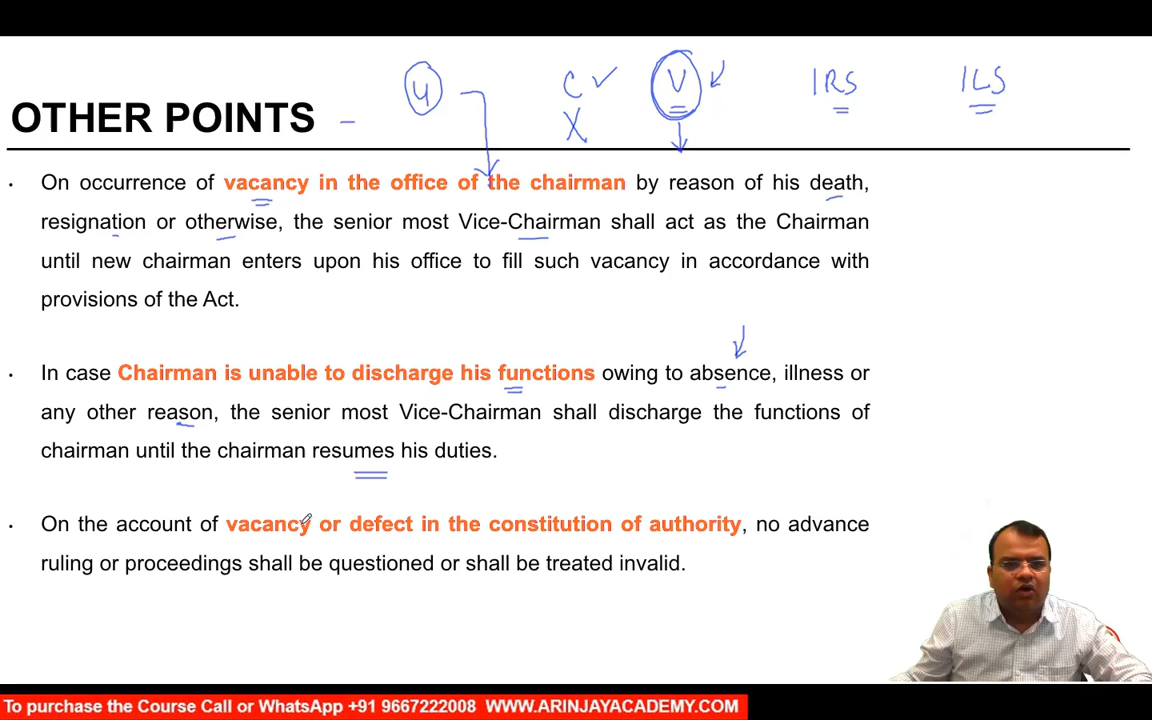 4 C ✓ V IRS ILS
X
OTHER POINTS
• On occurrence of vacancy in the office of the chairman by reason of his death,
resignation or otherwise, the senior most Vice-Chairman shall act as the Chairman
until new chairman enters upon his office to fill such vacancy in accordance with
provisions of the Act.
• In case Chairman is unable to discharge his functions owing to absence, illness or
any other reason, the senior most Vice-Chairman shall discharge the functions of
chairman until the chairman resumes his duties.
• On the account of vacancy or defect in the constitution of authority, no advance
ruling or proceedings shall be questioned or shall be treated invalid.
To purchase the Course Call or WhatsApp +91 9667222008 WWW.ARINJAYACADEMY.COM